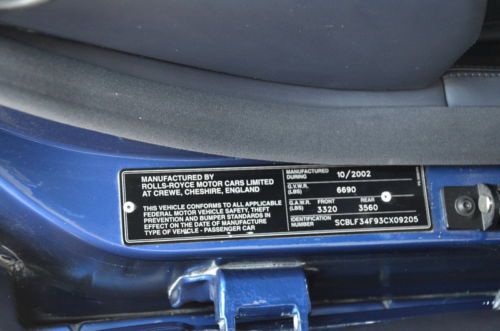 MANUFACTURED BY
ROLLS-ROYCE MOTOR CARS LIMITED
AT CREWE, CHESHIRE, ENGLAND
THIS VEHICLE CONFORMS TO ALL APPLICABLE
FEDERAL MOTOR VEHICLE SAFETY, THEFT
PREVENTION AND BUMPER STANDARDS IN
EFFECT ON THE DATE OF MANUFACTURE
TYPE OF VEHICLE - PASSENGER CAR
MANUFACTURED
DURING 10/2002
G.V.W.R.
(LBS) 6690
G.A.W.R. FRONT REAR
(LBS) 3320 3560
IDENTIFICATION
NUMBER SCBLF34F93CX09205